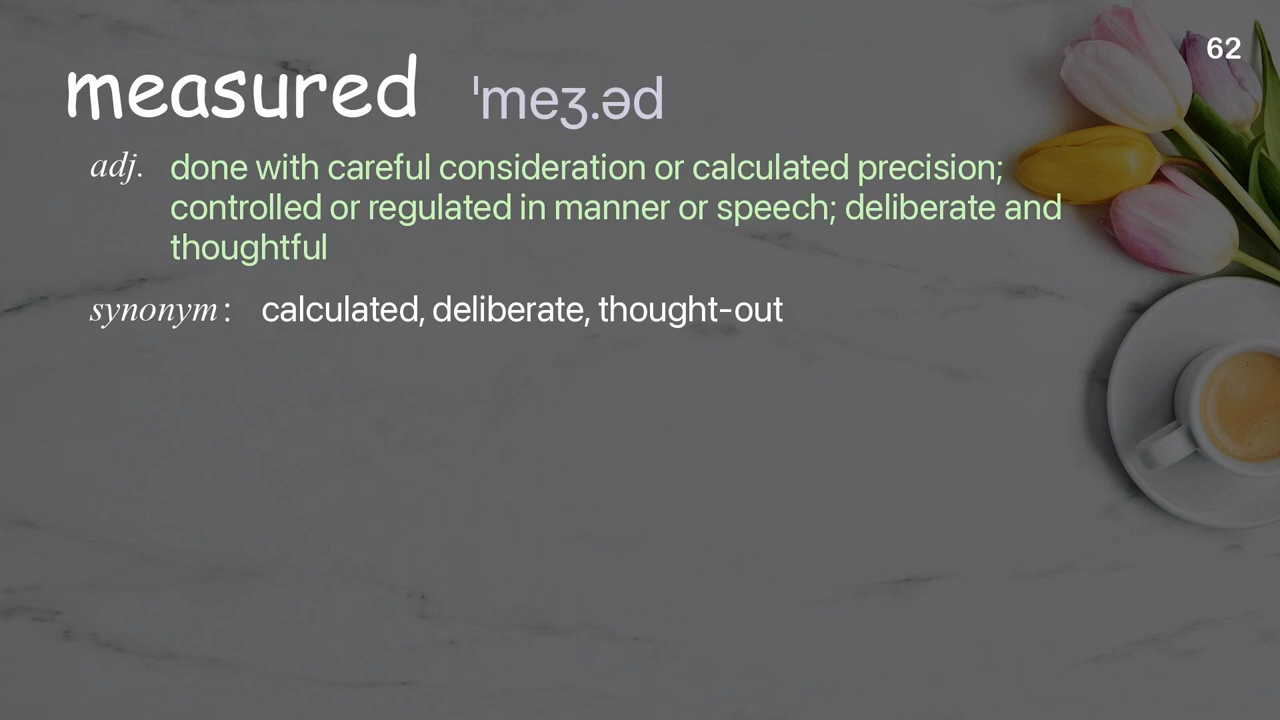 62
measured ˈmeʒ.əd
adj. done with careful consideration or calculated precision;
controlled or regulated in manner or speech; deliberate and
thoughtful
synonym : calculated, deliberate, thought-out